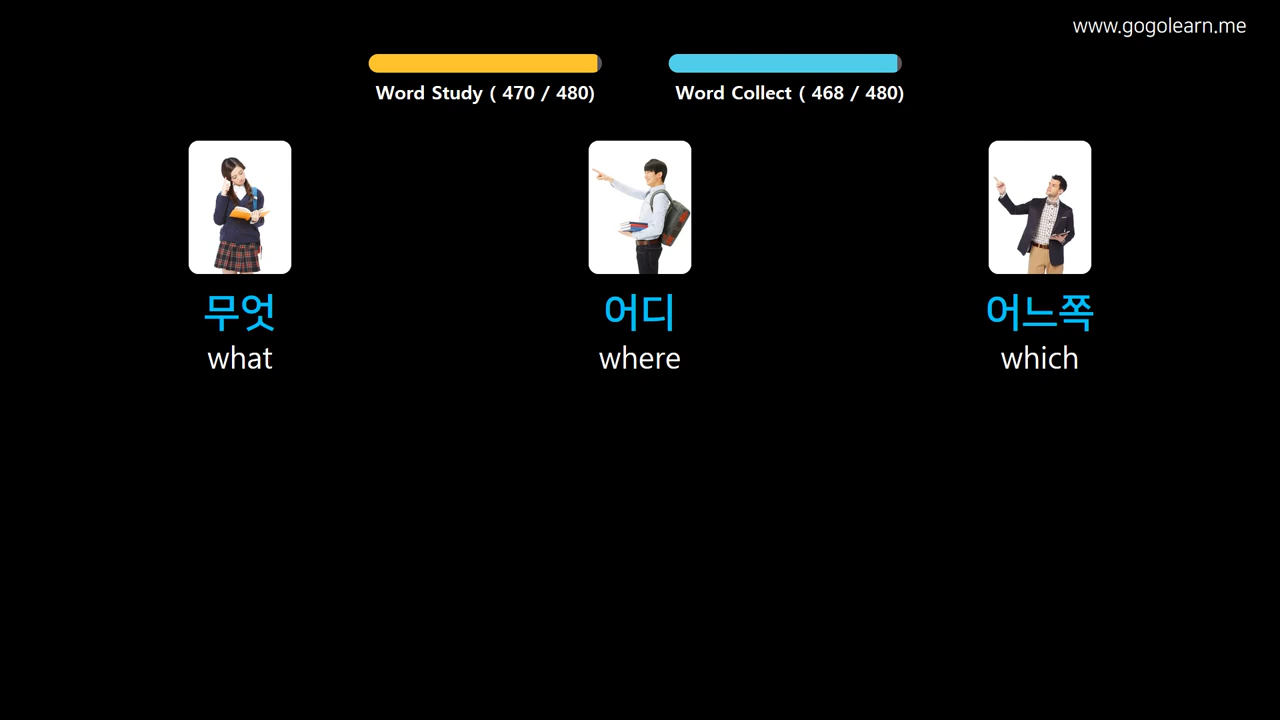 www.gogolearn.me
Word Study ( 470 / 480)
Word Collect ( 468 / 480)
무엇
어디
어느쪽
what
where
which